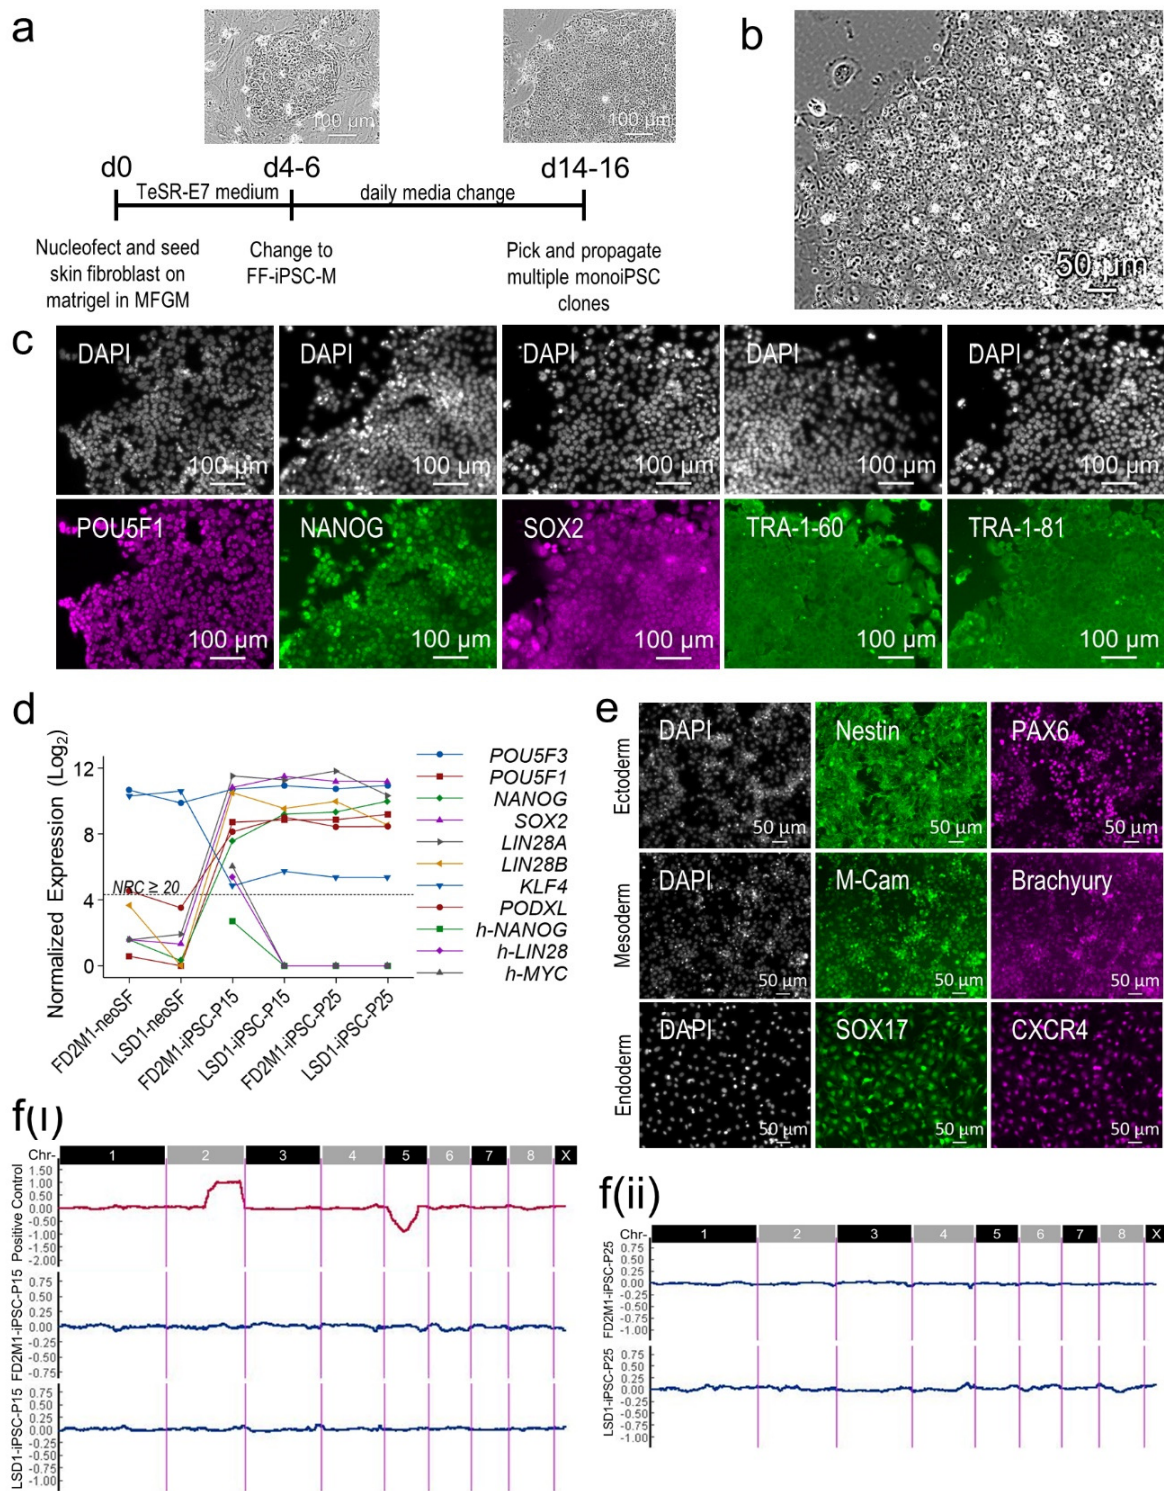 a
100 µm
100 µm
d0
d4-6
d14-16
TeSR-E7 medium
daily media change
Nucleofect and seed
skin fibroblast on
matrigel in MFGM
Change to
FF-iPSC-M
Pick and propagate
multiple monoiPSC
clones
b
50 µm
c
DAPI
DAPI
DAPI
DAPI
DAPI
100 µm
100 µm
100 µm
100 µm
100 µm
POU5F1
NANOG
SOX2
TRA-1-60
TRA-1-81
100 µm
100 µm
100 µm
100 µm
100 µm
d
Normalized Expression (Log2)
12
8
4
0
NRC ≥ 20
FD2M1-neoSF
LSD1-neoSF
FD2M1-iPSC-P15
LSD1-iPSC-P15
FD2M1-iPSC-P25
LSD1-iPSC-P25
POU5F3
POU5F1
NANOG
SOX2
LIN28A
LIN28B
KLF4
PODXL
h-NANOG
h-LIN28
h-MYC
e
Ectoderm
DAPI
Nestin
PAX6
50 µm
50 µm
50 µm
Mesoderm
DAPI
M-Cam
Brachyury
50 µm
50 µm
50 µm
Endoderm
DAPI
SOX17
CXCR4
50 µm
50 µm
50 µm
f(ı)
Chr-
1 2 3 4 5 6 7 8 X
Positive Control
1.50
1.00
0.50
0.00
-0.50
-1.00
-1.50
-2.00
FD2M1-iPSC-P15
0.75
0.50
0.25
0.00
-0.25
-0.50
-0.75
LSD1-iPSC-P15
0.75
0.50
0.25
0.00
-0.25
-0.50
-0.75
-1.00
f(ii)
Chr-
1 2 3 4 5 6 7 8 X
FD2M1-iPSC-P25
0.75
0.50
0.25
0.00
-0.25
-0.50
-0.75
-1.00
LSD1-iPSC-P25
0.75
0.50
0.25
0.00
-0.25
-0.50
-0.75
-1.00